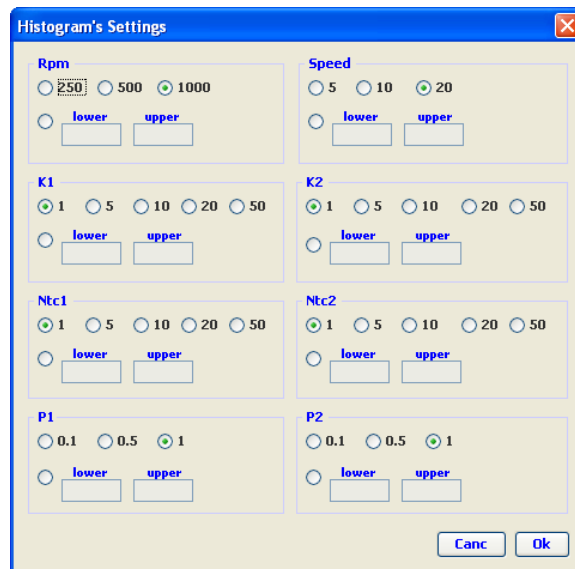 Histogram's Settings
Rpm
250 500 1000
lower upper
Speed
5 10 20
lower upper
K1
1 5 10 20 50
lower upper
K2
1 5 10 20 50
lower upper
Ntc1
1 5 10 20 50
lower upper
Ntc2
1 5 10 20 50
lower upper
P1
0.1 0.5 1
lower upper
P2
0.1 0.5 1
lower upper
Canc Ok